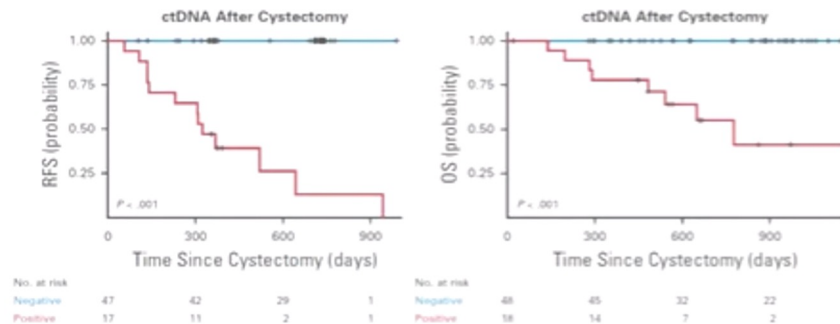 ctDNA After Cystectomy
RFS (probability)
1.00
0.75
0.50
0.25
P < .001
0 300 600 900
Time Since Cystectomy (days)
No. at risk
Negative 47 42 29 1
Positive 17 11 2 1
ctDNA After Cystectomy
OS (probability)
1.00
0.75
0.50
0.25
P < .001
0 300 600 900
Time Since Cystectomy (days)
No. at risk
Negative 48 45 32 22
Positive 18 14 7 2